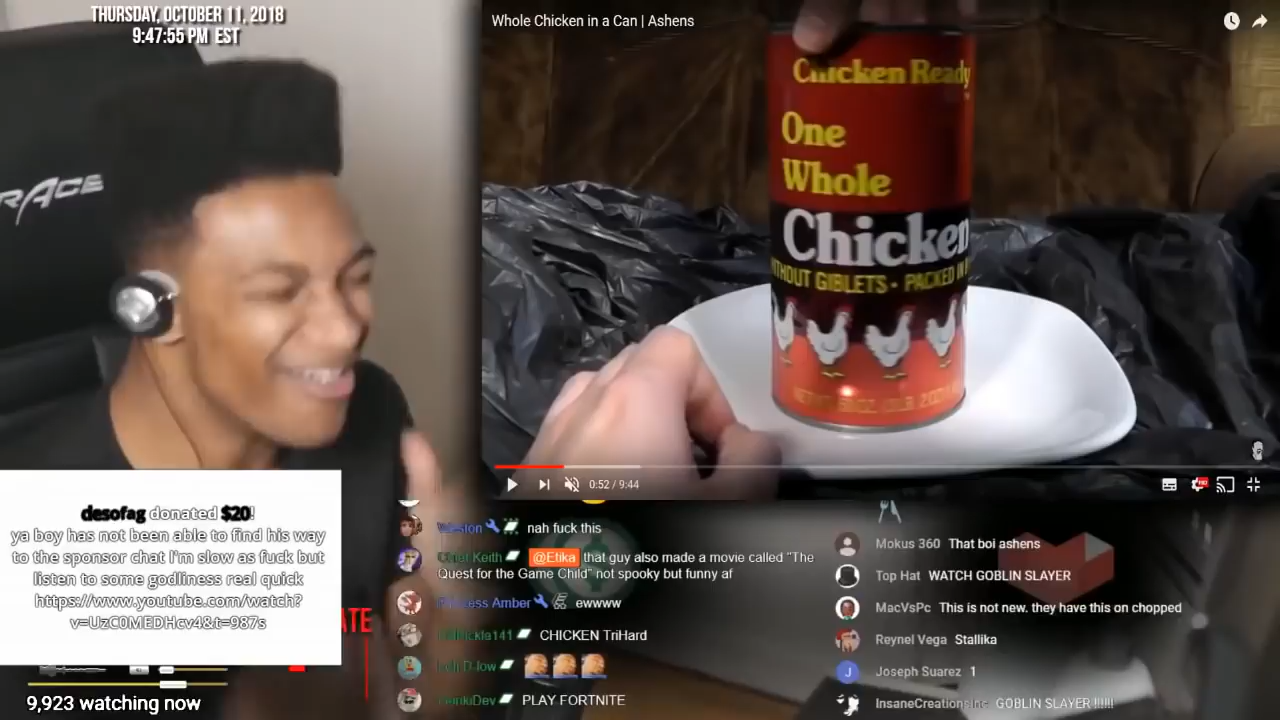 THURSDAY, OCTOBER 11, 2018
9:47:55 PM EST
RACE
Whole Chicken in a Can | Ashens
Chicken Ready
One
Whole
Chicken
WITHOUT GIBLETS • PACKED IN
0:52 / 9:44
desofag donated $20!
ya boy has not been able to find his way
to the sponsor chat I'm slow as fuck but
listen to some godliness real quick
https://www.youtube.com/watch?
v=UzC0MEDHcv4&t=987s
9,923 watching now
Weston nah fuck this
Chief Keith @Etika that guy also made a movie called "The
Quest for the Game Child" not spooky but funny af
Princess Amber ewwww
CHICKEN TriHard
PLAY FORTNITE
Mokus 360 That boi ashens
Top Hat WATCH GOBLIN SLAYER
MacVsPc This is not new. they have this on chopped
Reynel Vega Stallika
Joseph Suarez 1
InsaneCreationsInc GOBLIN SLAYER !!!!!!